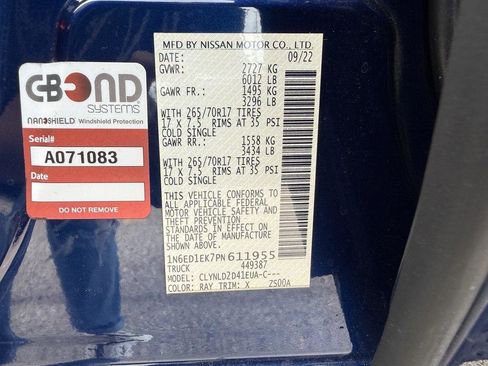 C-BOND
SYSTEMS
NANOSHIELD Windshield Protection
Serial#
A071083
Date
DO NOT REMOVE
MFD BY NISSAN MOTOR CO., LTD.
DATE: 09/22
GVWR: 2727 KG
6012 LB
GAWR FR: 1495 KG
3296 LB
WITH 265/70R17 TIRES
17 X 7.5 RIMS AT 35 PSI
COLD SINGLE
GAWR RR.: 1558 KG
3434 LB
WITH 265/70R17 TIRES
17 X 7.5 RIMS AT 35 PSI
COLD SINGLE
THIS VEHICLE CONFORMS TO
ALL APPLICABLE FEDERAL
MOTOR VEHICLE SAFETY
AND THEFT PREVENTION
STANDARDS IN EFFECT ON
THE DATE OF MANUFACTURE
SHOWN ABOVE.
1N6ED1EK7PN611955
TRUCK 449387
MODEL: CLYNLD2D41EUA-C---
COLOR: RAY TRIM: X ZS00A